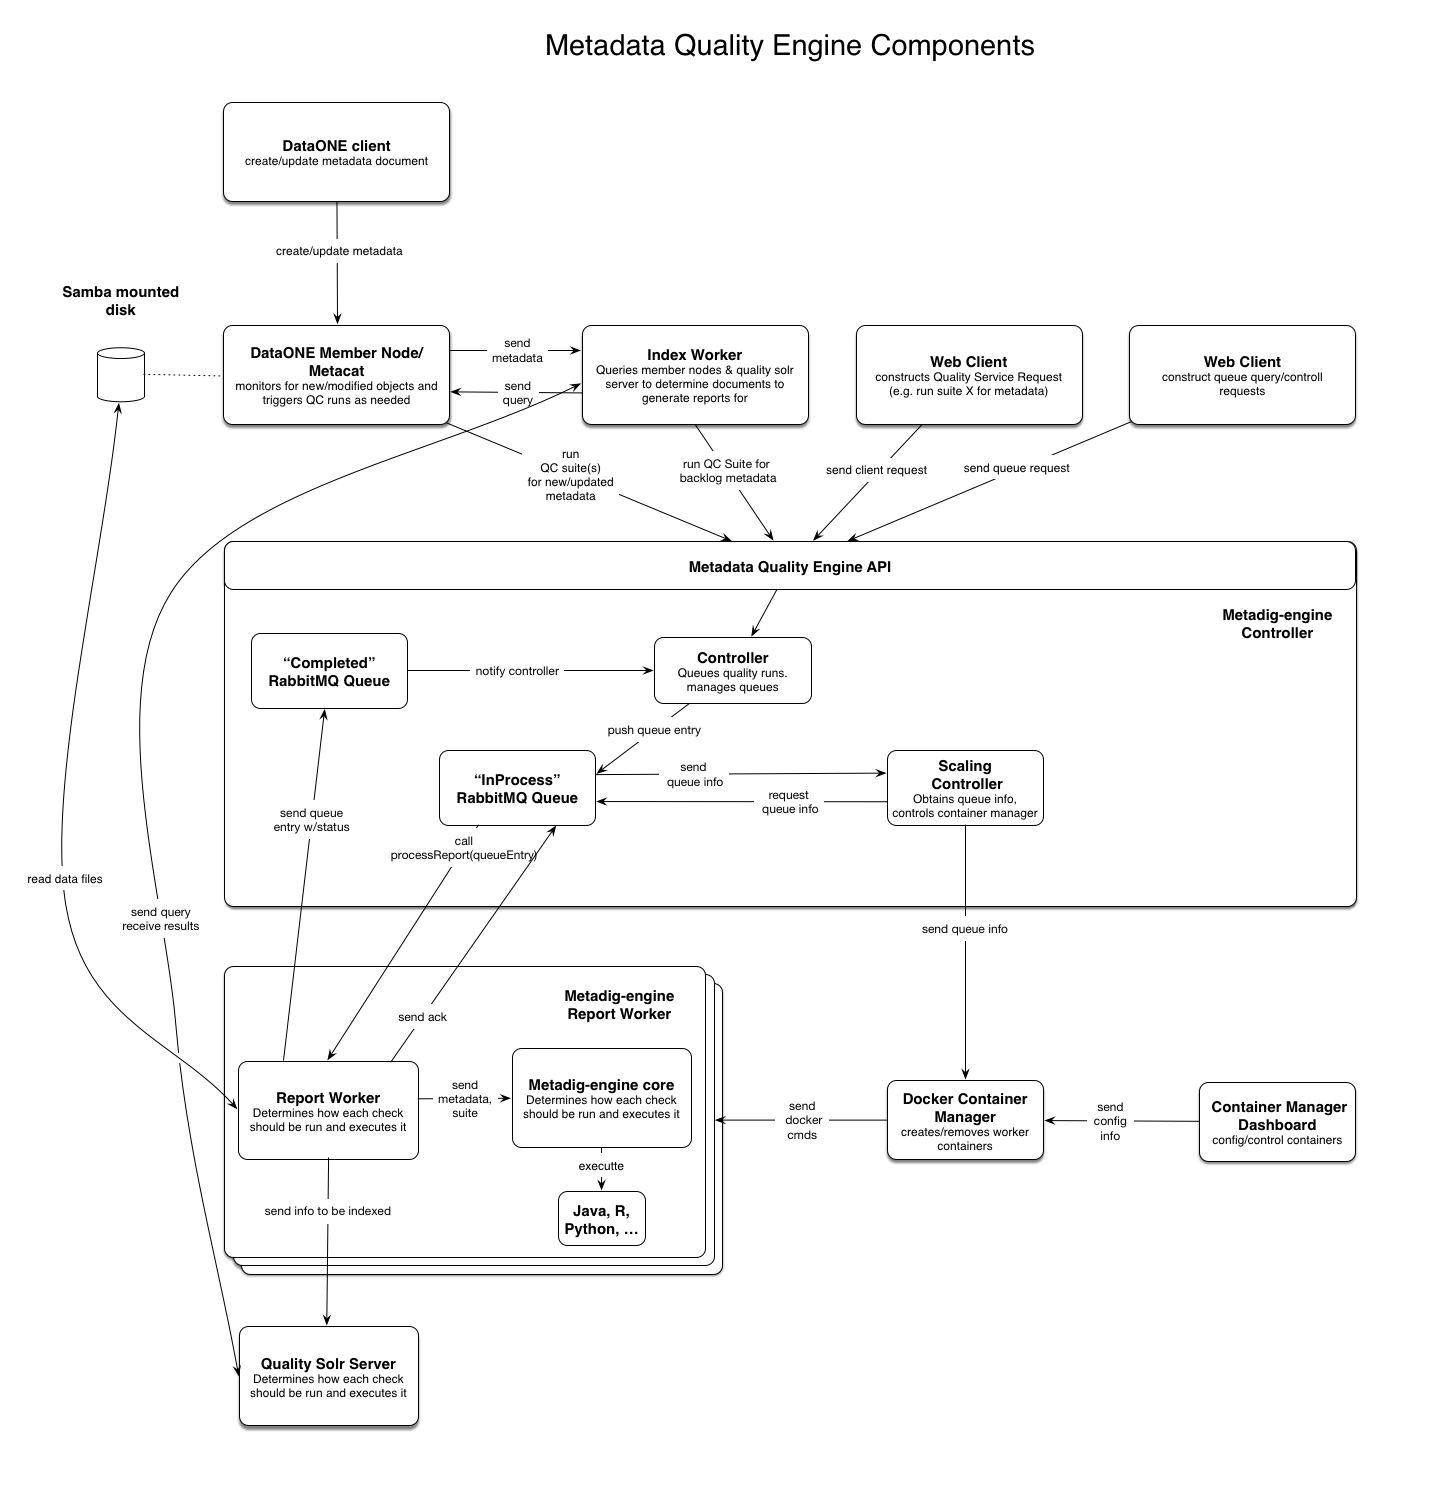 Metadata Quality Engine Components
DataONE client
create/update metadata document
create/update metadata
Samba mounted
disk
DataONE Member Node/
Metacat
monitors for new/modified objects and
triggers QC runs as needed
send
metadata
send
query
Index Worker
Queries member nodes & quality solr
server to determine documents to
generate reports for
Web Client
constructs Quality Service Request
(e.g. run suite X for metadata)
Web Client
construct queue query/controll
requests
run
QC suite(s)
for new/updated
metadata
run QC Suite for
backlog metadata
send client request
send queue request
Metadata Quality Engine API
Metadig-engine
Controller
“Completed”
RabbitMQ Queue
notify controller
Controller
Queues quality runs.
manages queues
push queue entry
“InProcess”
RabbitMQ Queue
send
queue info
request
queue info
Scaling
Controller
Obtains queue info,
controls container manager
send queue
entry w/status
call
processReport(queueEntry)
read data files
send query
receive results
send queue info
Metadig-engine
Report Worker
send ack
Report Worker
Determines how each check
should be run and executes it
send
metadata,
suite
Metadig-engine core
Determines how each check
should be run and executes it
executte
Java, R,
Python, …
send
docker
cmds
Docker Container
Manager
creates/removes worker
containers
send
config
info
Container Manager
Dashboard
config/control containers
send info to be indexed
Quality Solr Server
Determines how each check
should be run and executes it